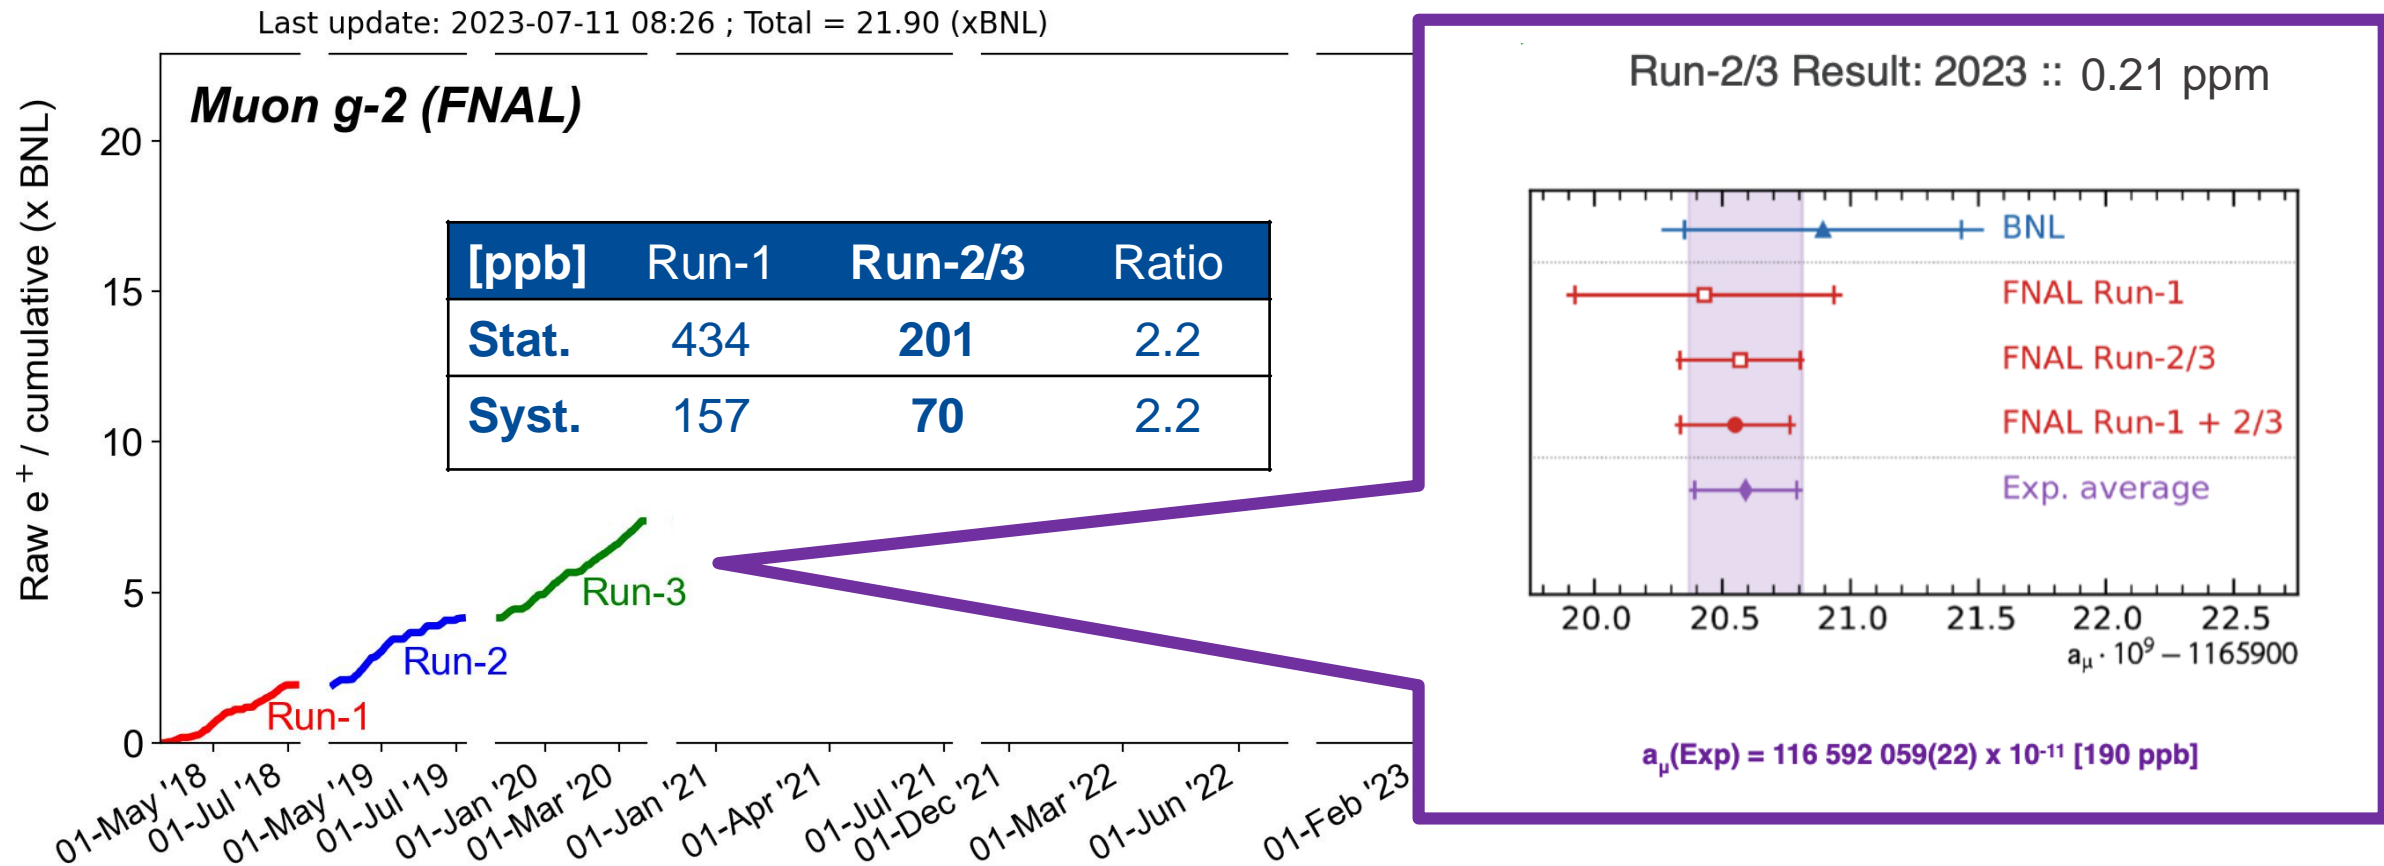 Last update: 2023-07-11 08:26 ; Total = 21.90 (xBNL)
Muon g-2 (FNAL)
Raw e⁺ / cumulative (x BNL)
20
15
10
5
0
[ppb] Run-1 Run-2/3 Ratio
Stat. 434 201 2.2
Syst. 157 70 2.2
Run-1
Run-2
Run-3
01-May '18
01-Jul '18
01-May '19
01-Jul '19
01-Jan '20
01-Mar '20
01-Jan '21
01-Apr '21
01-Jul '21
01-Dec '21
01-Mar '22
01-Jun '22
01-Feb '23
Run-2/3 Result: 2023 :: 0.21 ppm
BNL
FNAL Run-1
FNAL Run-2/3
FNAL Run-1 + 2/3
Exp. average
20.0 20.5 21.0 21.5 22.0 22.5
aμ · 10⁹ − 1165900
aμ(Exp) = 116 592 059(22) x 10⁻¹¹ [190 ppb]